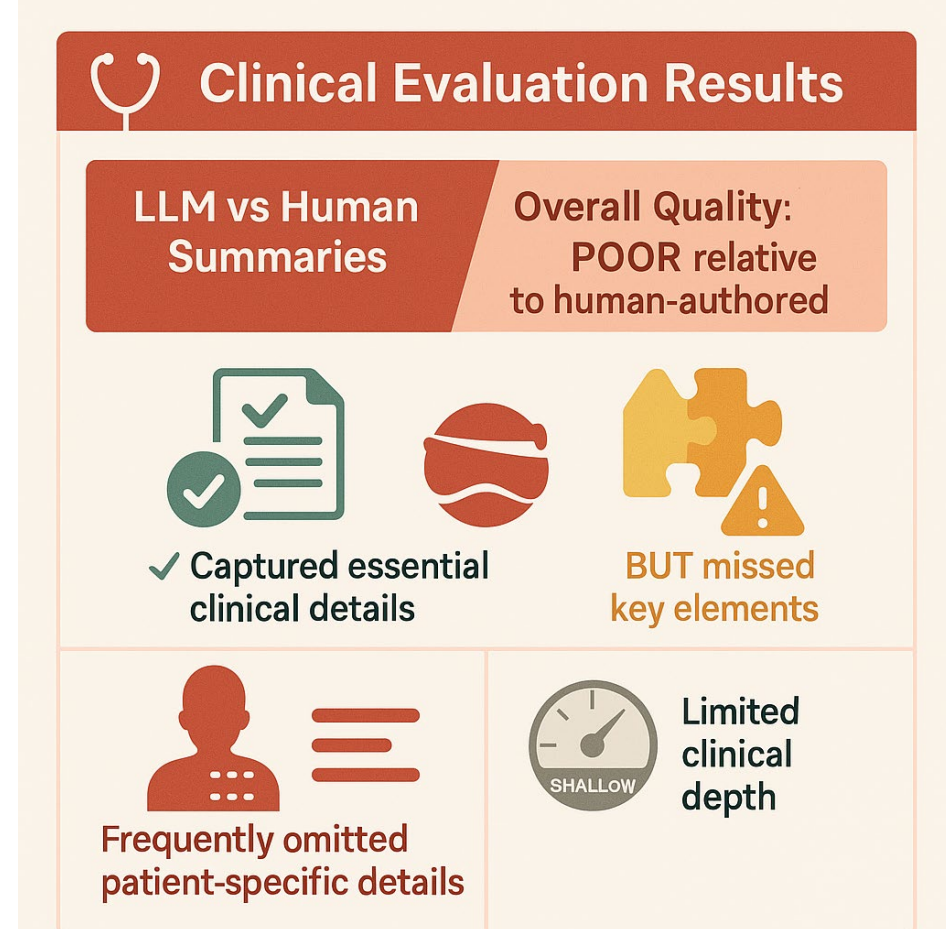 Clinical Evaluation Results
LLM vs Human
Summaries
Overall Quality:
POOR relative
to human-authored
Captured essential
clinical details
BUT missed
key elements
Frequently omitted
patient-specific details
SHALLOW
Limited
clinical
depth